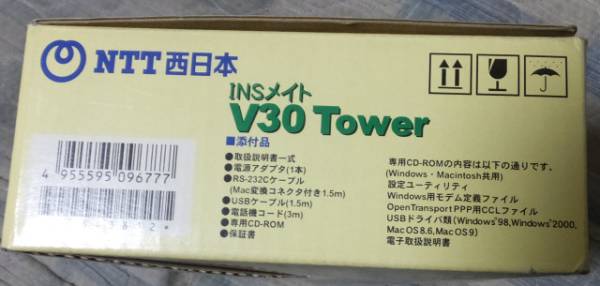 NTT西日本
INSメイト
V30 Tower
■添付品
●取扱説明書一式
●電源アダプタ(1本)
●RS-232Cケーブル
(Mac変換コネクタ付き1.5m)
●USBケーブル(1.5m)
●電話機コード(3m)
●専用CD-ROM
●保証書
専用CD-ROMの内容は以下の通りです。
(Windows・Macintosh共用)
設定ユーティリティ
Windows用モデム定義ファイル
OpenTransport PPP用CCLファイル
USBドライバ類(Windows'98,Windows'2000,
MacOS8.6,MacOS9)
電子取扱説明書
4 955595 096777